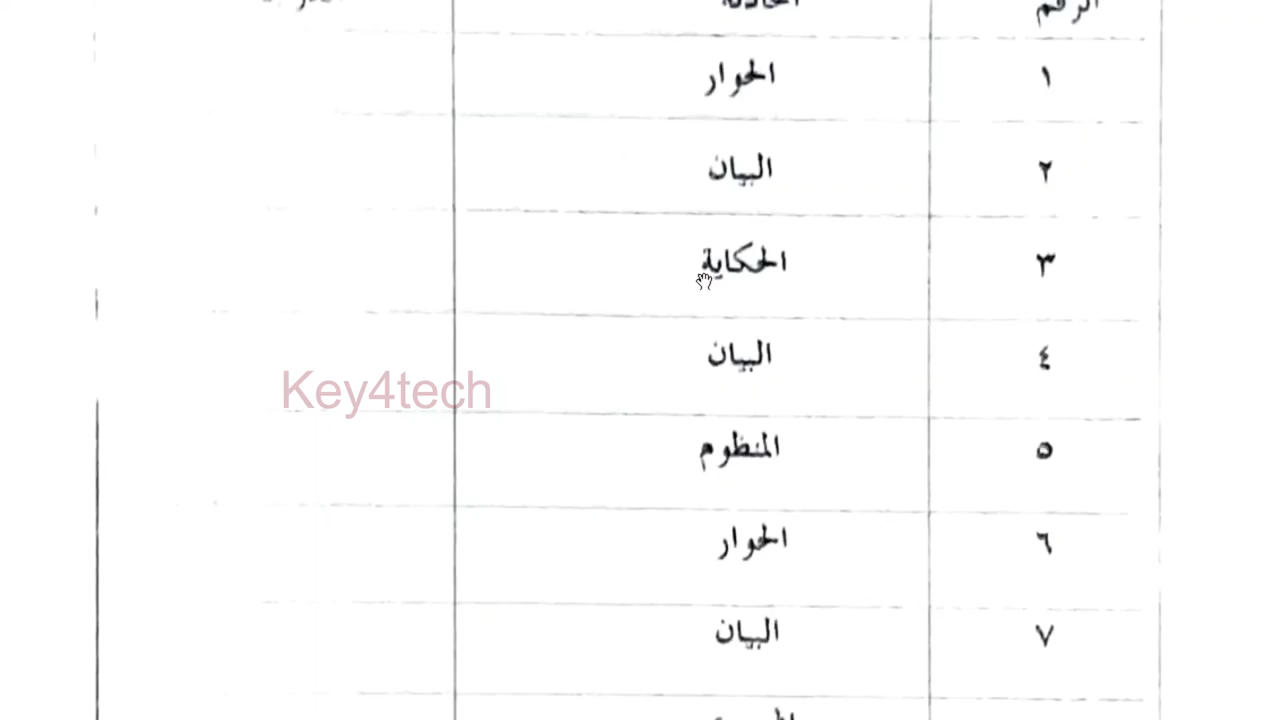 الرقم
١ الحوار
٢ البيان
٣ الحكاية
٤ البيان
Key4tech
٥ المنظوم
٦ الحوار
٧ البيان